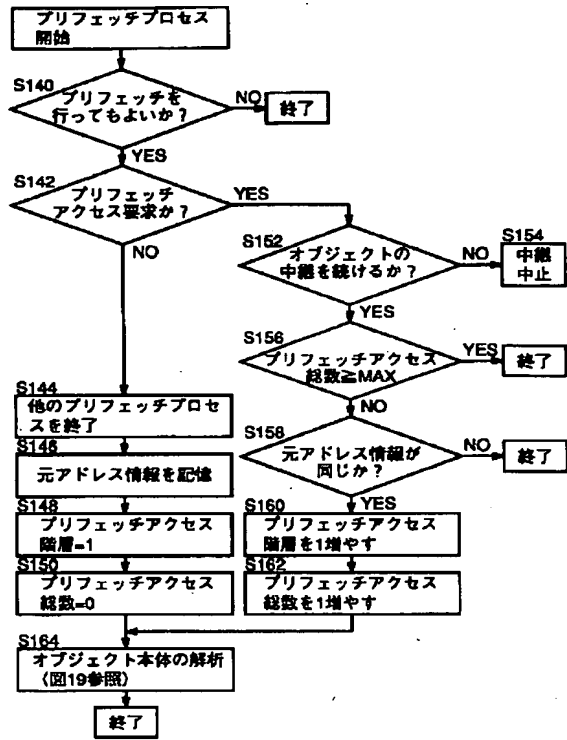 プリフェッチプロセス
開始
S140
プリフェッチを
行ってもよいか？
NO
終了
YES
S142
プリフェッチ
アクセス要求か？
YES
NO
S152
オブジェクトの
中継を続けるか？
NO
S154
中継
中止
YES
S156
プリフェッチアクセス
総数≧MAX
YES
終了
NO
S144
他のプリフェッチプロセ
スを終了
S158
元アドレス情報が
同じか？
NO
終了
YES
S146
元アドレス情報を記憶
S148
プリフェッチアクセス
階層=1
S160
プリフェッチアクセス
階層を1増やす
S150
プリフェッチアクセス
総数=0
S162
プリフェッチアクセス
総数を1増やす
S164
オブジェクト本体の解析
（図19参照）
終了